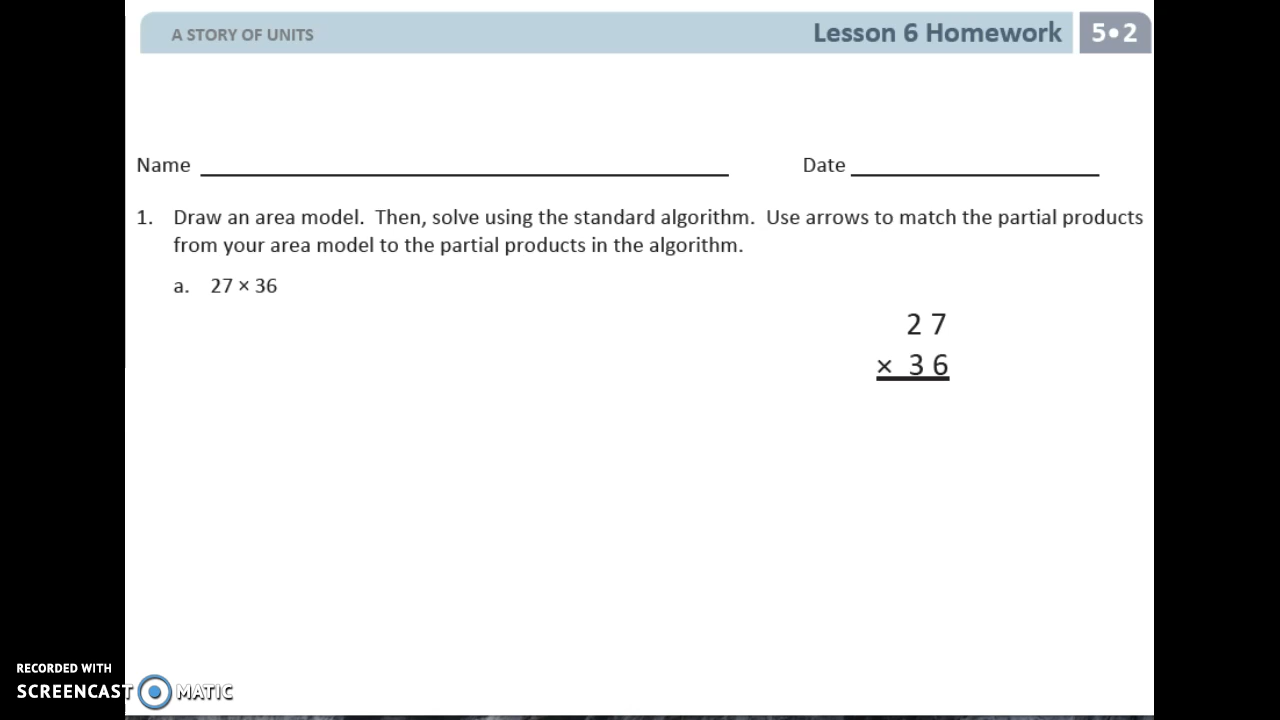 A STORY OF UNITS
Lesson 6 Homework 5•2
Name
Date
1. Draw an area model. Then, solve using the standard algorithm. Use arrows to match the partial products
from your area model to the partial products in the algorithm.
a. 27 × 36
2 7
× 3 6
RECORDED WITH
SCREENCAST MATIC